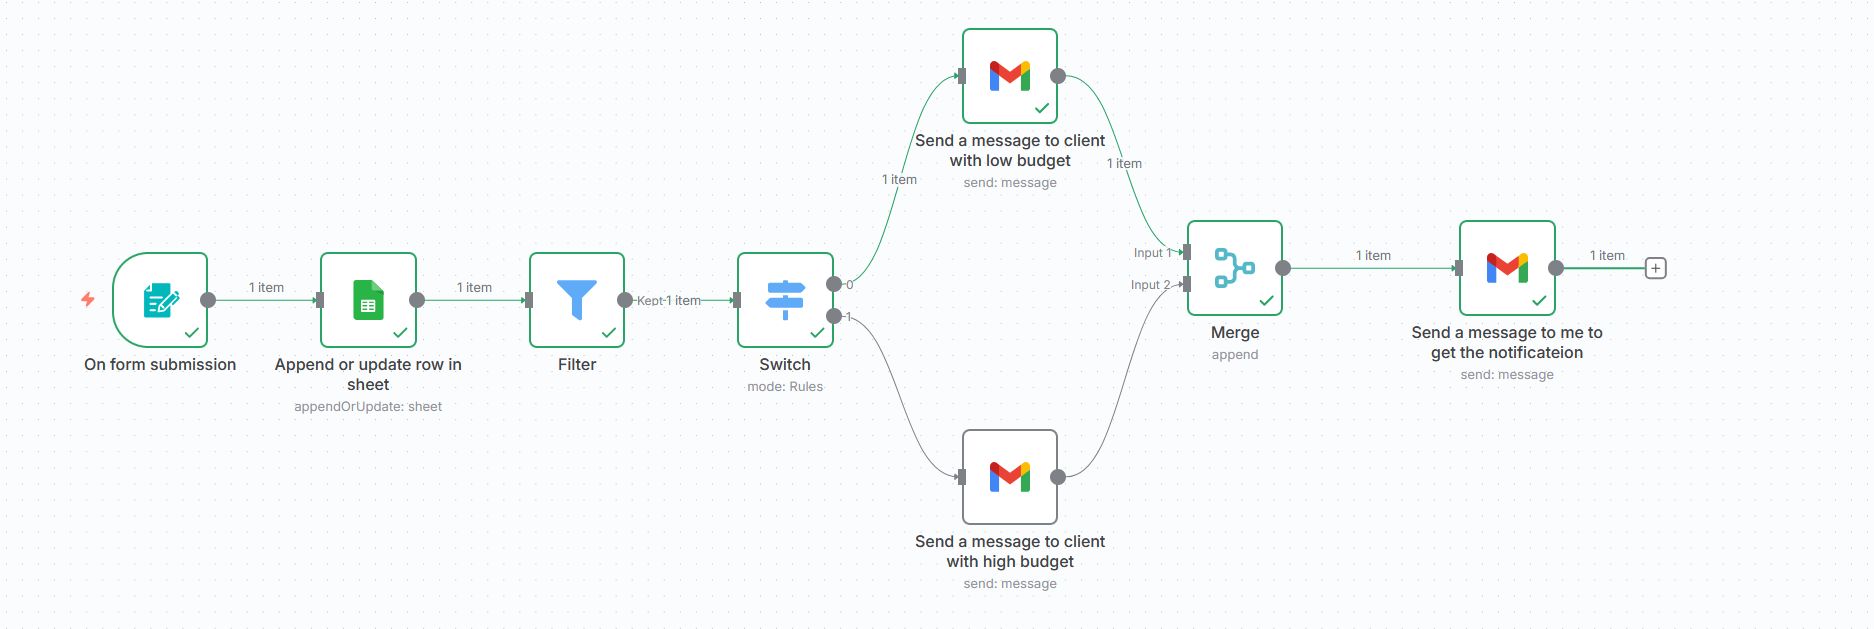 Send a message to client
with low budget
send: message
1 item
1 item
1 item
1 item
Kept
1 item
0
1
Input 1
Input 2
1 item
1 item
On form submission
Append or update row in
sheet
appendOrUpdate: sheet
Filter
Switch
mode: Rules
Merge
append
Send a message to me to
get the notificateion
send: message
Send a message to client
with high budget
send: message